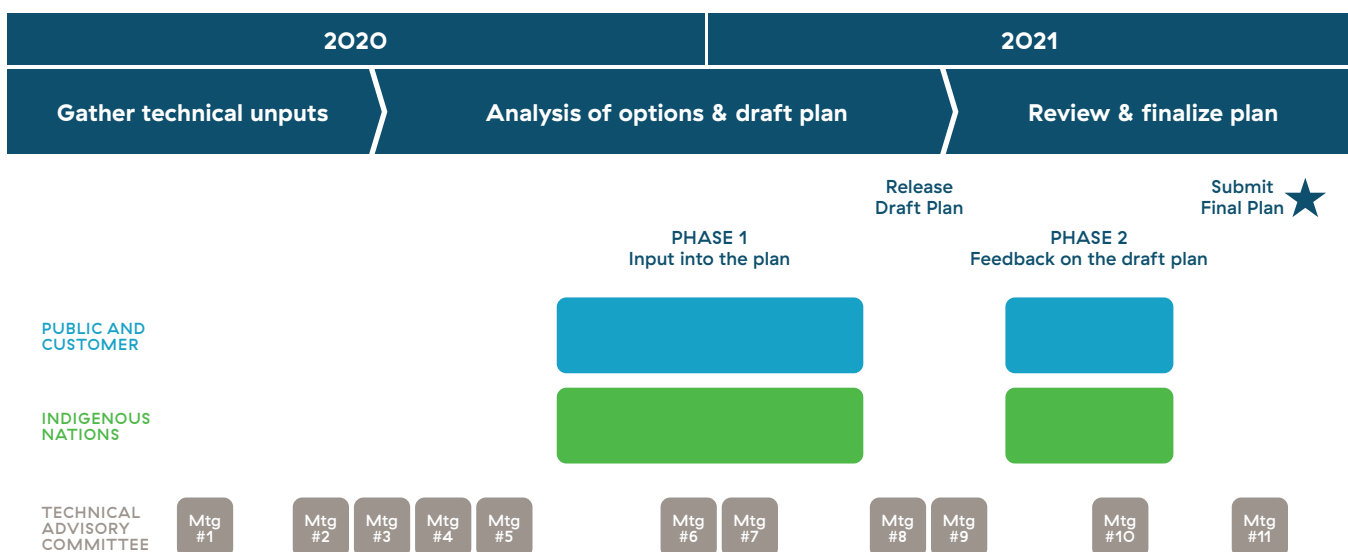 2020
2021
Gather technical unputs
Analysis of options & draft plan
Review & finalize plan
Release
Draft Plan
Submit
Final Plan
PHASE 1
Input into the plan
PHASE 2
Feedback on the draft plan
PUBLIC AND
CUSTOMER
INDIGENOUS
NATIONS
TECHNICAL
ADVISORY
COMMITTEE
Mtg
#1
Mtg
#2
Mtg
#3
Mtg
#4
Mtg
#5
Mtg
#6
Mtg
#7
Mtg
#8
Mtg
#9
Mtg
#10
Mtg
#11